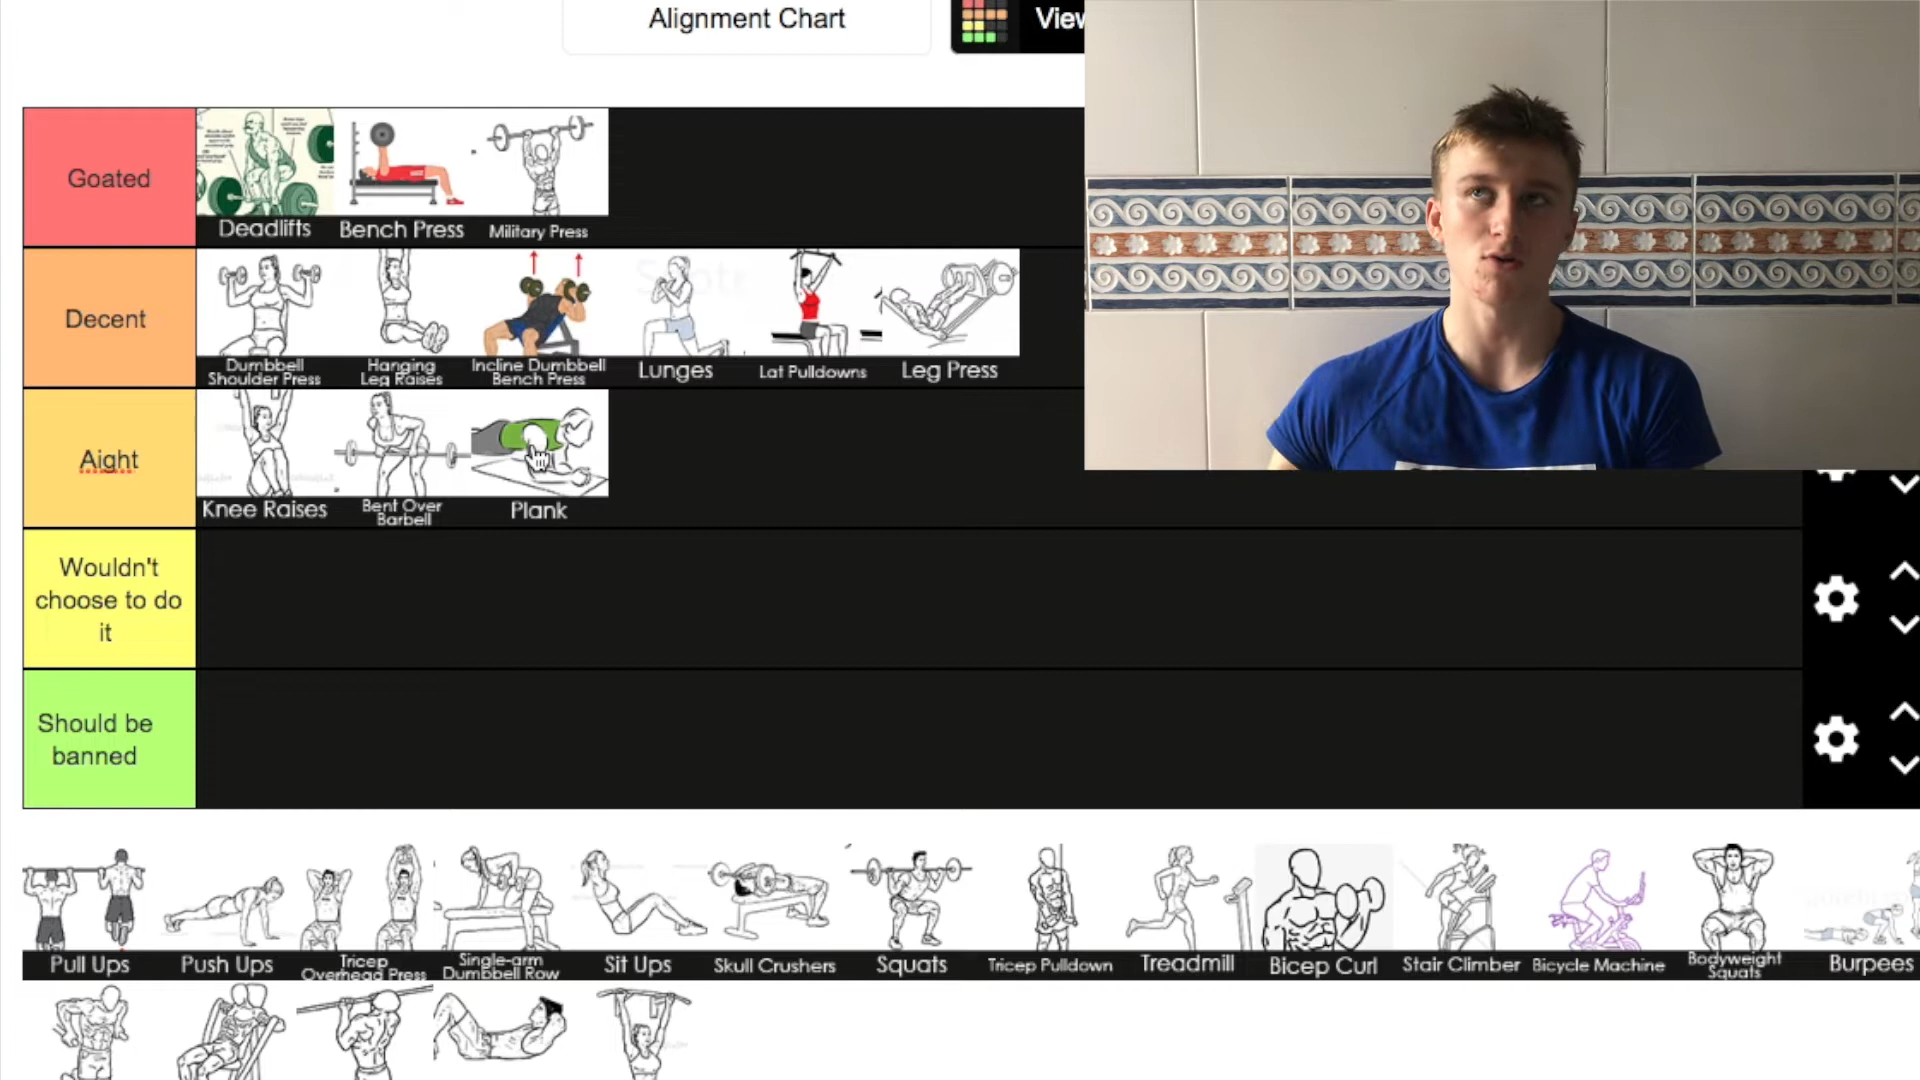 Alignment Chart
View
Goated
Deadlifts
Bench Press
Military Press
Decent
Dumbbell
Shoulder Press
Hanging
Leg Raises
Incline Dumbbell
Bench Press
Lunges
Lat Pulldowns
Leg Press
Aight
Knee Raises
Bent Over
Barbell
Plank
Wouldn't
choose to do
it
Should be
banned
Pull Ups
Push Ups
Tricep
Overhead Press
Single-arm
Dumbbell Row
Sit Ups
Skull Crushers
Squats
Tricep Pulldown
Treadmill
Bicep Curl
Stair Climber
Bicycle Machine
Bodyweight
Squats
Burpees